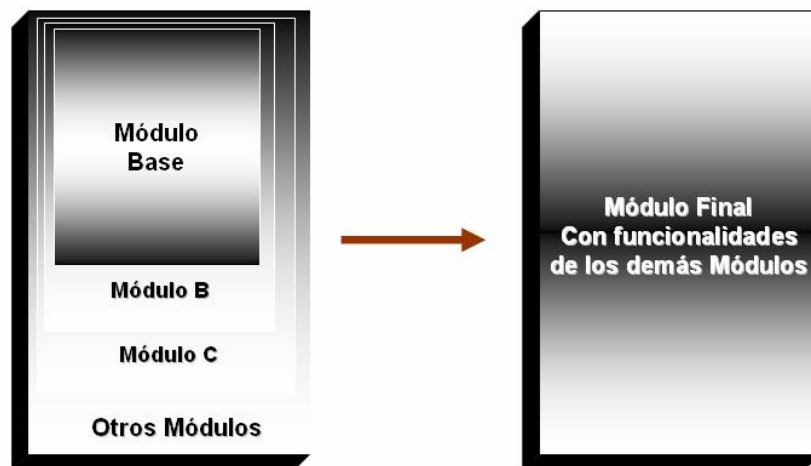 Módulo
Base
Módulo B
Módulo C
Otros Módulos
Módulo Final
Con funcionalidades
de los demás Módulos